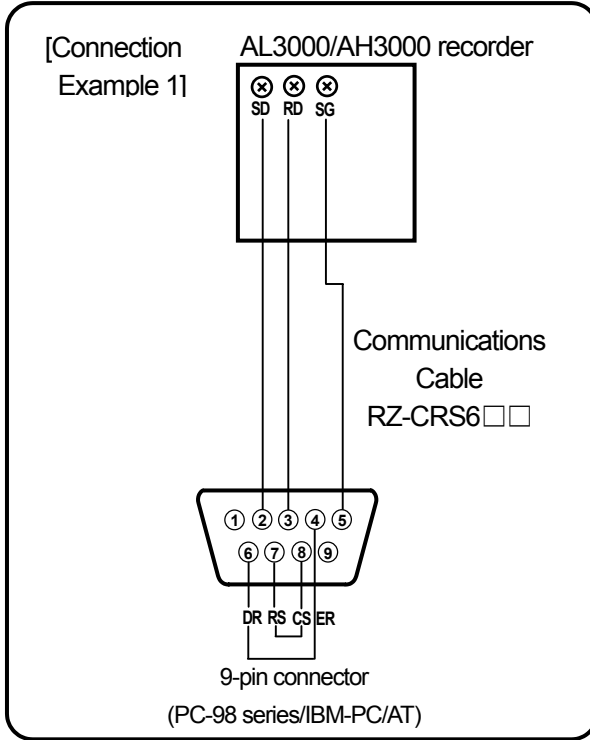 [Connection AL3000/AH3000 recorder
Example 1]
SD RD SG
Communications
Cable
RZ-CRS6□□
1 2 3 4 5
6 7 8 9
DR RS CS ER
9-pin connector
(PC-98 series/IBM-PC/AT)